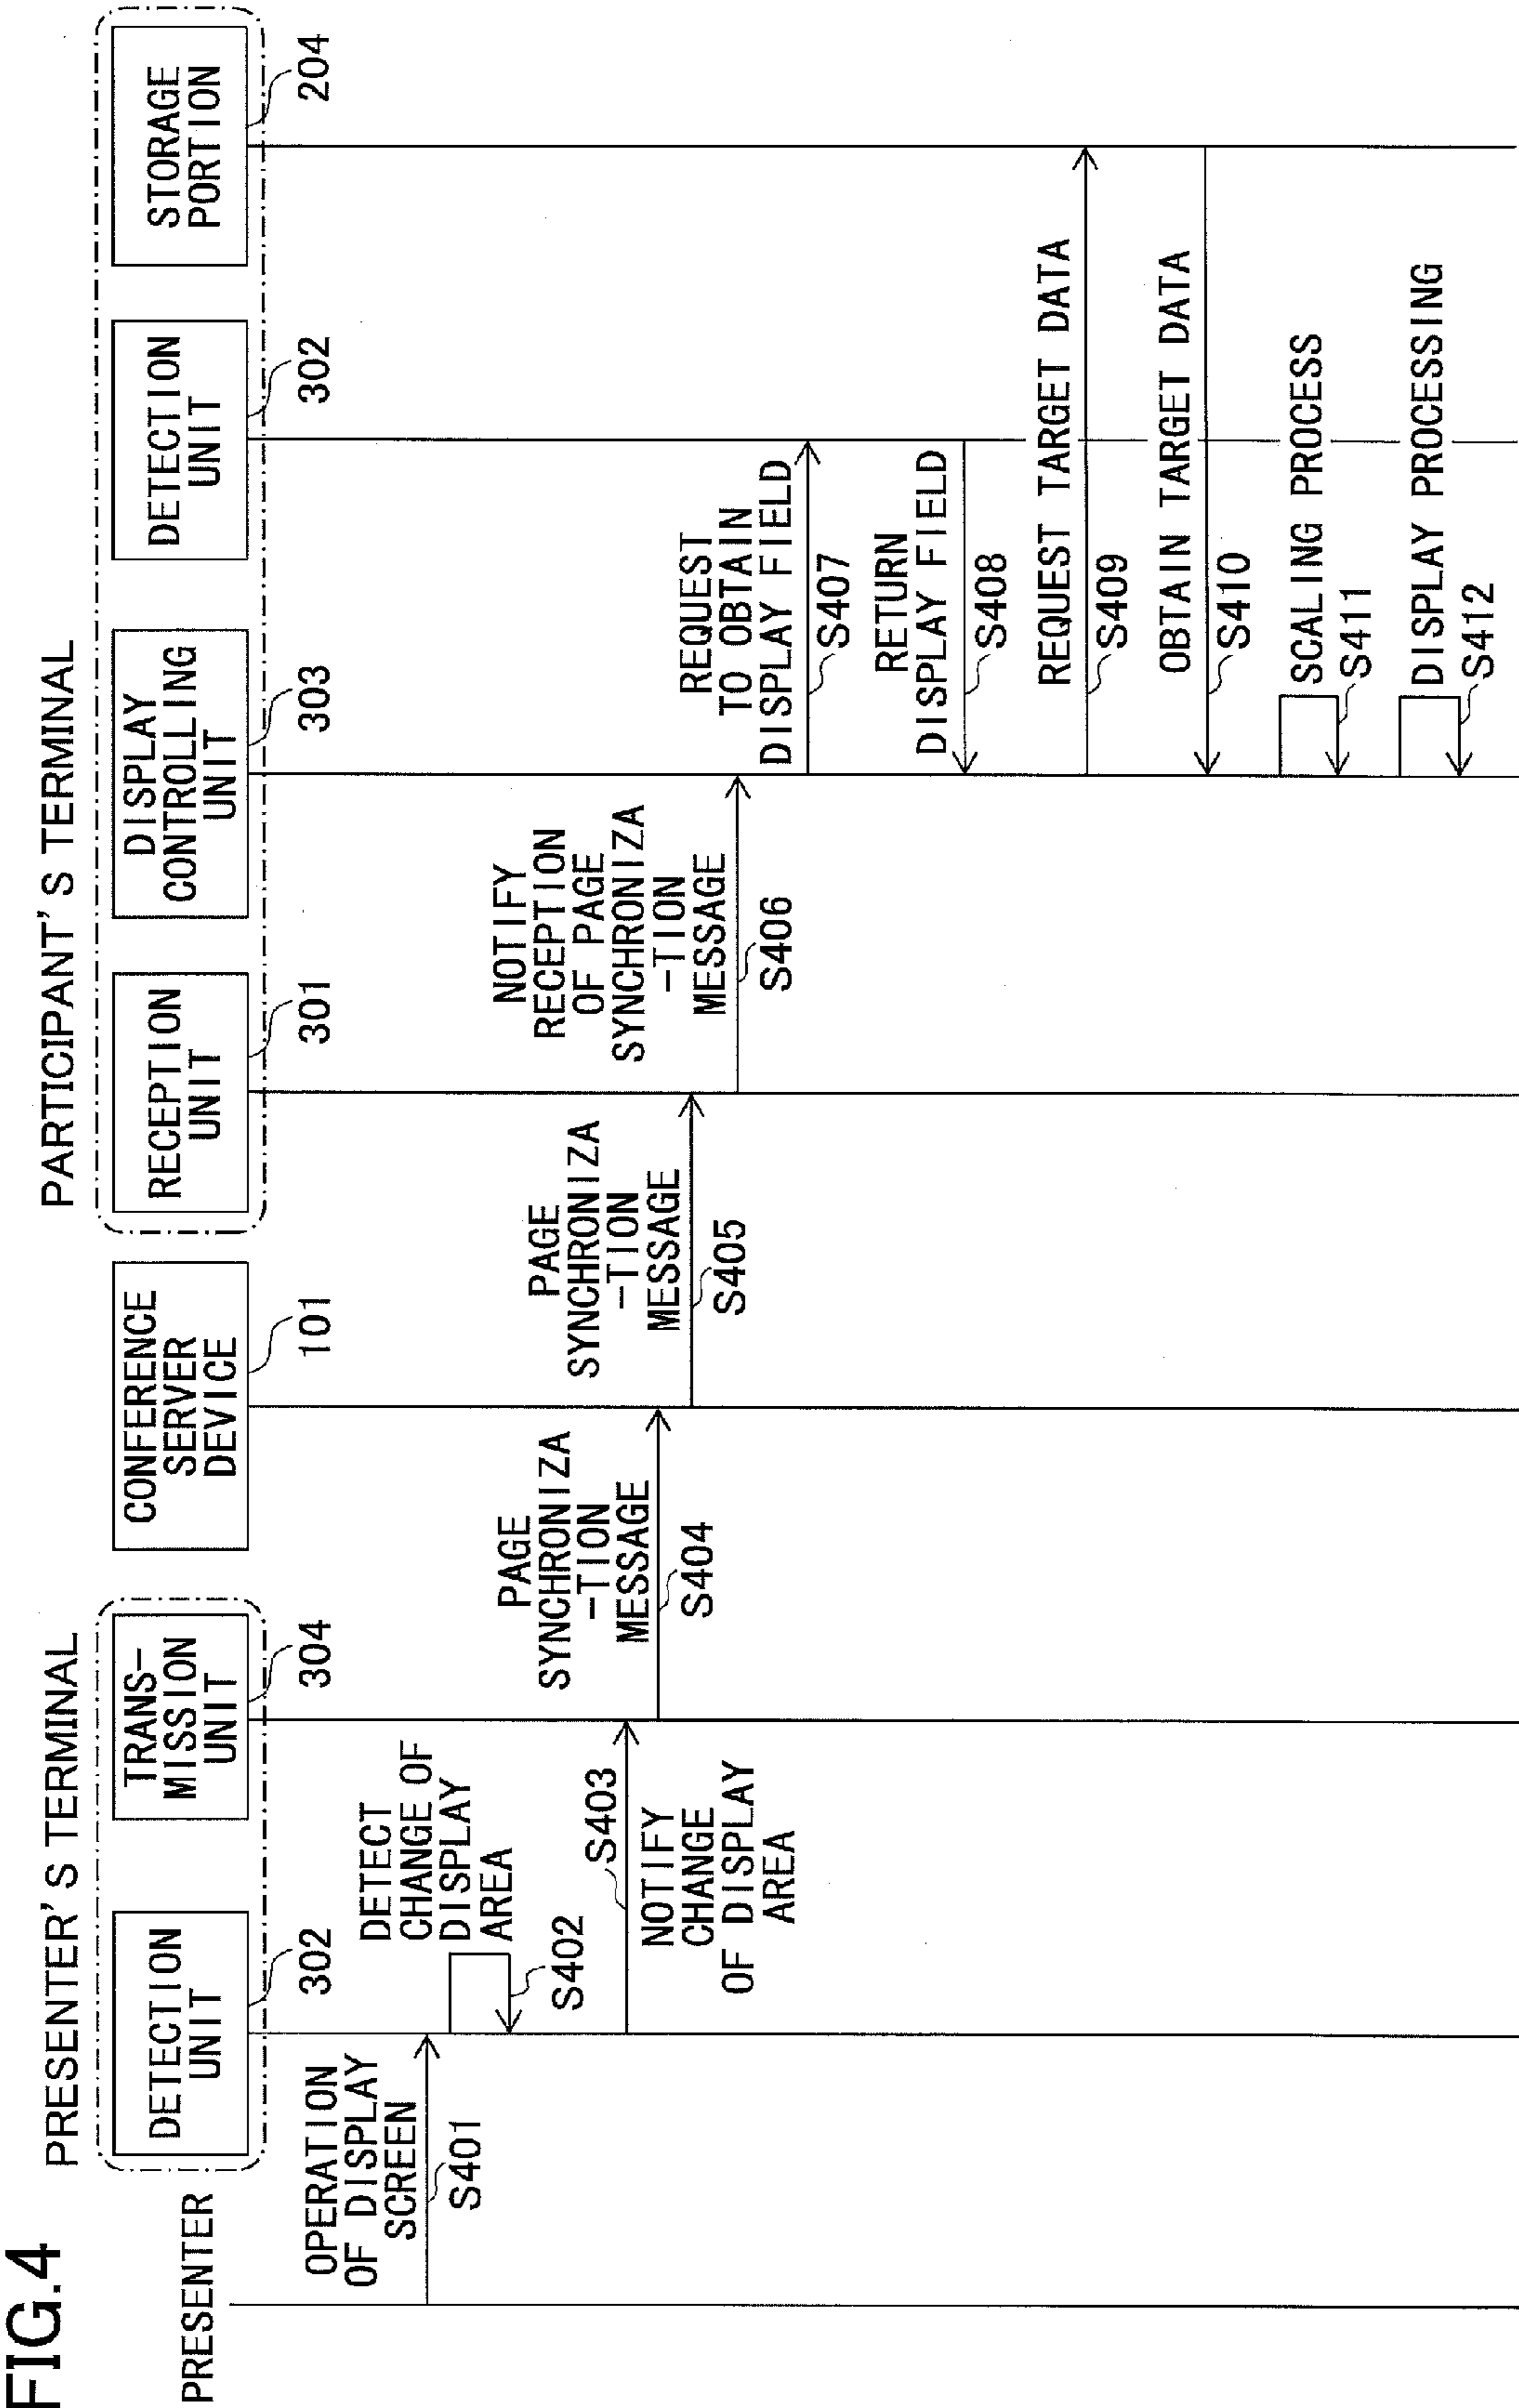 FIG.4
PRESENTER
PRESENTER'S TERMINAL
DETECTION
UNIT
302
TRANS-
MISSION
UNIT
304
CONFERENCE
SERVER
DEVICE
101
PARTICIPANT'S TERMINAL
RECEPTION
UNIT
301
DISPLAY
CONTROLLING
UNIT
303
DETECTION
UNIT
302
STORAGE
PORTION
204
OPERATION
OF DISPLAY
SCREEN
S401
DETECT
CHANGE OF
DISPLAY
AREA
S402
S403
NOTIFY
CHANGE
OF DISPLAY
AREA
PAGE
SYNCHRONIZA
-TION
MESSAGE
S404
PAGE
SYNCHRONIZA
-TION
MESSAGE
S405
NOTIFY
RECEPTION
OF PAGE
SYNCHRONIZA
-TION
MESSAGE
S406
REQUEST
TO OBTAIN
DISPLAY FIELD
S407
RETURN
DISPLAY FIELD
S408
REQUEST TARGET DATA
S409
OBTAIN TARGET DATA
S410
SCALING PROCESS
S411
DISPLAY PROCESSING
S412